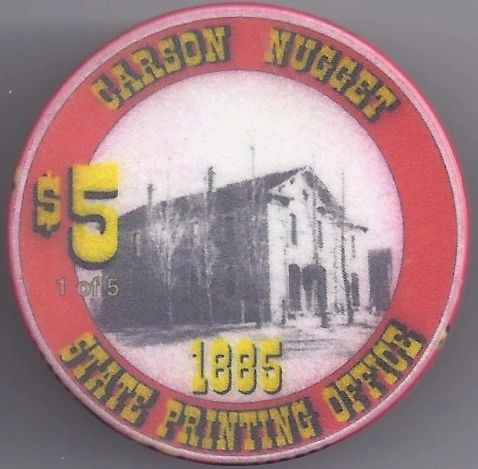 CARSON NUGGET
$5
1 of 5
1885
STATE PRINTING OFFICE